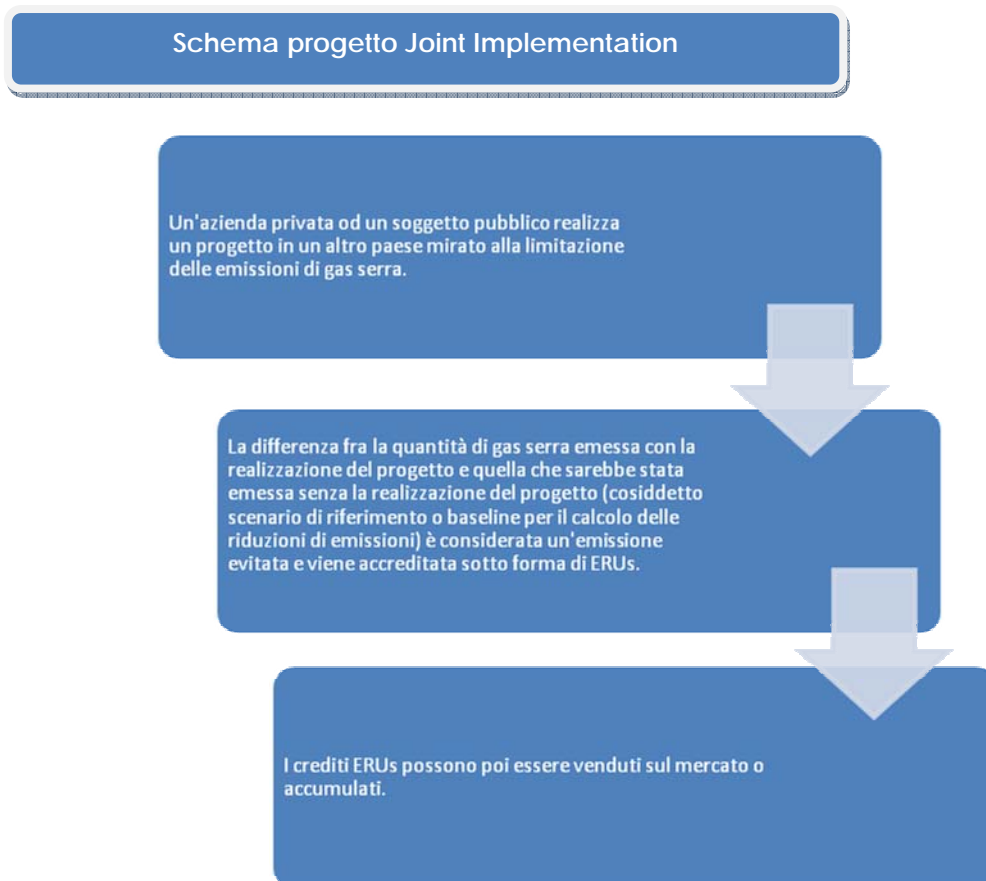 Schema progetto Joint Implementation
Un'azienda privata od un soggetto pubblico realizza
un progetto in un altro paese mirato alla limitazione
delle emissioni di gas serra.
La differenza fra la quantità di gas serra emessa con la
realizzazione del progetto e quella che sarebbe stata
emessa senza la realizzazione del progetto (cosiddetto
scenario di riferimento o baseline per il calcolo delle
riduzioni di emissioni) è considerata un'emissione
evitata e viene accreditata sotto forma di ERUs.
I crediti ERUs possono poi essere venduti sul mercato o
accumulati.